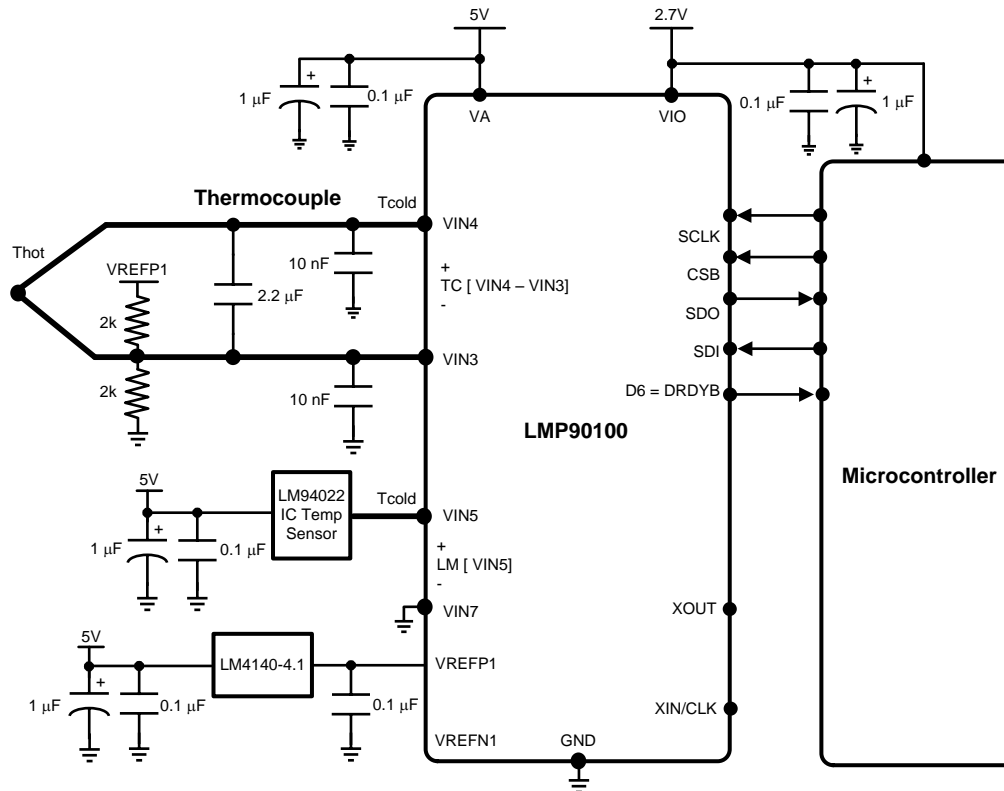 5V
2.7V
+
1 µF
0.1 µF
0.1 µF
+
1 µF
VA
VIO
Thermocouple
Tcold
VIN4
Thot
VREFP1
2k
2k
2.2 µF
10 nF
+
TC [ VIN4 – VIN3]
-
VIN3
10 nF
SCLK
CSB
SDO
SDI
D6 = DRDYB
LMP90100
Microcontroller
5V
+
1 µF
0.1 µF
LM94022
IC Temp
Sensor
Tcold
VIN5
+
LM [ VIN5]
-
VIN7
XOUT
5V
+
1 µF
0.1 µF
LM4140-4.1
0.1 µF
VREFP1
XIN/CLK
VREFN1
GND